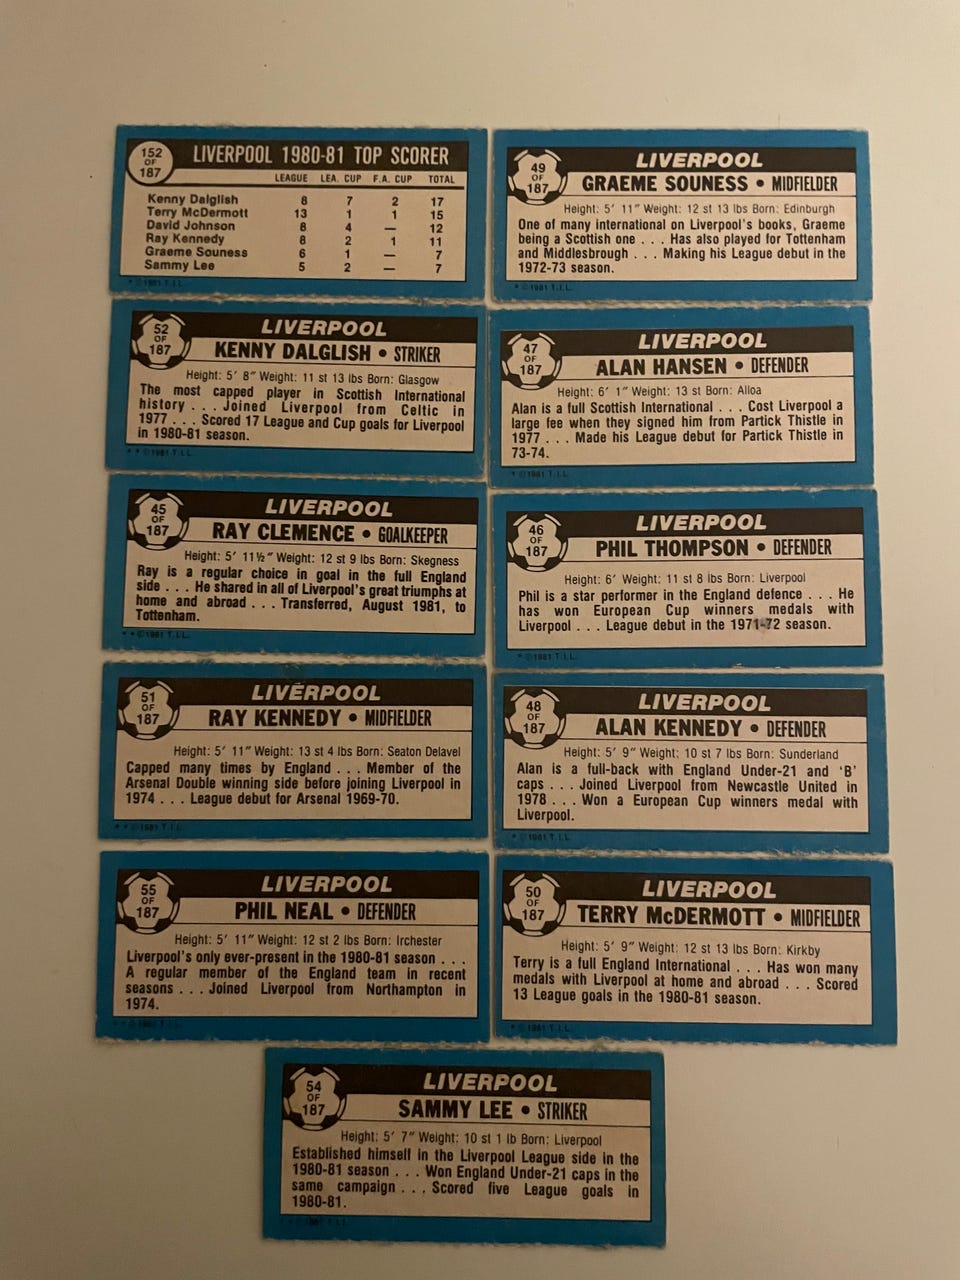 152
OF
187
LIVERPOOL 1980-81 TOP SCORER
LEAGUE LEA. CUP F.A. CUP TOTAL
Kenny Dalglish 8 7 2 17
Terry McDermott 13 1 1 15
David Johnson 8 4 — 12
Ray Kennedy 8 2 1 11
Graeme Souness 6 1 — 7
Sammy Lee 5 2 — 7
* ©1981 T.I.L.
49
OF
187
LIVERPOOL
GRAEME SOUNESS • MIDFIELDER
Height: 5' 11" Weight: 12 st 13 lbs Born: Edinburgh
One of many international on Liverpool's books, Graeme
being a Scottish one . . . Has also played for Tottenham
and Middlesbrough . . . Making his League debut in the
1972-73 season.
* ©1981 T.I.L.
52
OF
187
LIVERPOOL
KENNY DALGLISH • STRIKER
Height: 5' 8" Weight: 11 st 13 lbs Born: Glasgow
The most capped player in Scottish International
history . . . Joined Liverpool from Celtic in
1977 . . . Scored 17 League and Cup goals for Liverpool
in 1980-81 season.
* * ©1981 T.I.L.
47
OF
187
LIVERPOOL
ALAN HANSEN • DEFENDER
Height: 6' 1" Weight: 13 st Born: Alloa
Alan is a full Scottish International . . . Cost Liverpool a
large fee when they signed him from Partick Thistle in
1977 . . . Made his League debut for Partick Thistle in
73-74.
* ©1981 T.I.L.
45
OF
187
LIVERPOOL
RAY CLEMENCE • GOALKEEPER
Height: 5' 11½" Weight: 12 st 9 lbs Born: Skegness
Ray is a regular choice in goal in the full England
side . . . He shared in all of Liverpool's great triumphs at
home and abroad . . . Transferred, August 1981, to
Tottenham.
* * ©1981 T.I.L.
46
OF
187
LIVERPOOL
PHIL THOMPSON • DEFENDER
Height: 6' Weight: 11 st 8 lbs Born: Liverpool
Phil is a star performer in the England defence . . . He
has won European Cup winners medals with
Liverpool . . . League debut in the 1971-72 season.
* ©1981 T.I.L.
51
OF
187
LIVERPOOL
RAY KENNEDY • MIDFIELDER
Height: 5' 11" Weight: 13 st 4 lbs Born: Seaton Delavel
Capped many times by England . . . Member of the
Arsenal Double winning side before joining Liverpool in
1974 . . . League debut for Arsenal 1969-70.
* * ©1981 T.I.L.
48
OF
187
LIVERPOOL
ALAN KENNEDY • DEFENDER
Height: 5' 9" Weight: 10 st 7 lbs Born: Sunderland
Alan is a full-back with England Under-21 and 'B'
caps . . . Joined Liverpool from Newcastle United in
1978 . . . Won a European Cup winners medal with
Liverpool.
* ©1981 T.I.L.
55
OF
187
LIVERPOOL
PHIL NEAL • DEFENDER
Height: 5' 11" Weight: 12 st 2 lbs Born: Irchester
Liverpool's only ever-present in the 1980-81 season . . .
A regular member of the England team in recent
seasons . . . Joined Liverpool from Northampton in
1974.
* * ©1981 T.I.L.
50
OF
187
LIVERPOOL
TERRY McDERMOTT • MIDFIELDER
Height: 5' 9" Weight: 12 st 13 lbs Born: Kirkby
Terry is a full England International . . . Has won many
medals with Liverpool at home and abroad . . . Scored
13 League goals in the 1980-81 season.
* ©1981 T.I.L.
54
OF
187
LIVERPOOL
SAMMY LEE • STRIKER
Height: 5' 7" Weight: 10 st 1 lb Born: Liverpool
Established himself in the Liverpool League side in the
1980-81 season . . . Won England Under-21 caps in the
same campaign . . . Scored five League goals in
1980-81.
* * ©1981 T.I.L.